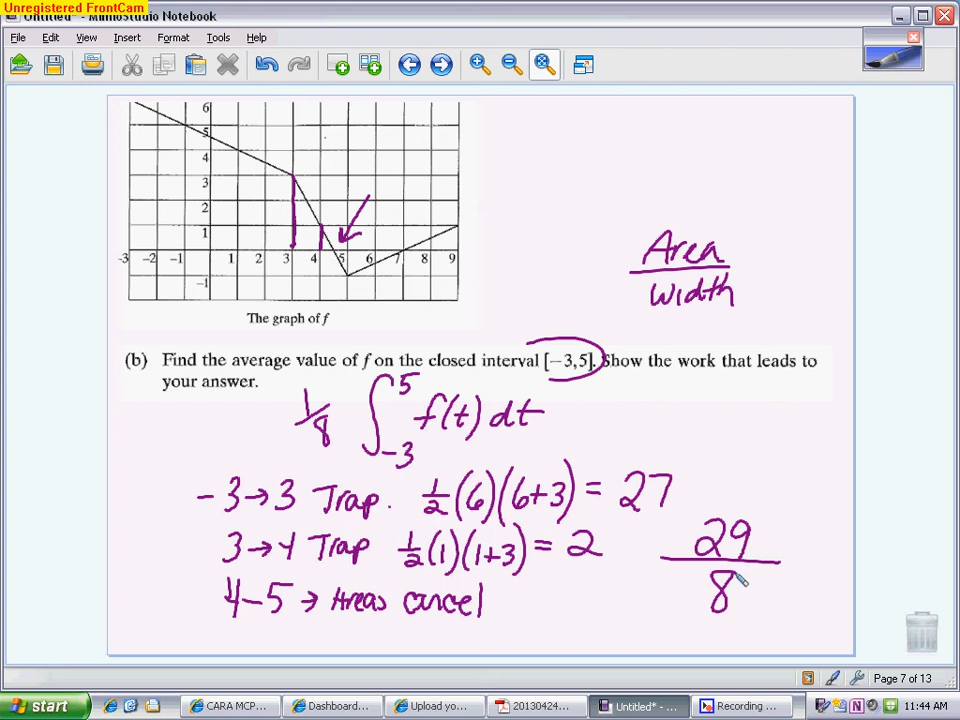 Unregistered FrontCam
Untitled* - MimioStudio Notebook
File Edit View Insert Format Tools Help
6
5
4
3
2
1
-3 -2 -1 1 2 3 4 5 6 7 8 9
-1
The graph of f
Area
Width
(b) Find the average value of f on the closed interval [−3,5]. Show the work that leads to
your answer.
1/8 ∫ from -3 to 5 f(t) dt
-3→3 Trap. 1/2 (6)(6+3) = 27
3→4 Trap 1/2 (1)(1+3) = 2
29
8
4-5 → Areas cancel
Page 7 of 13
start CARA MCP... Dashboard... Upload yo... 20130424... Untitled* - ... Recording ... 11:44 AM